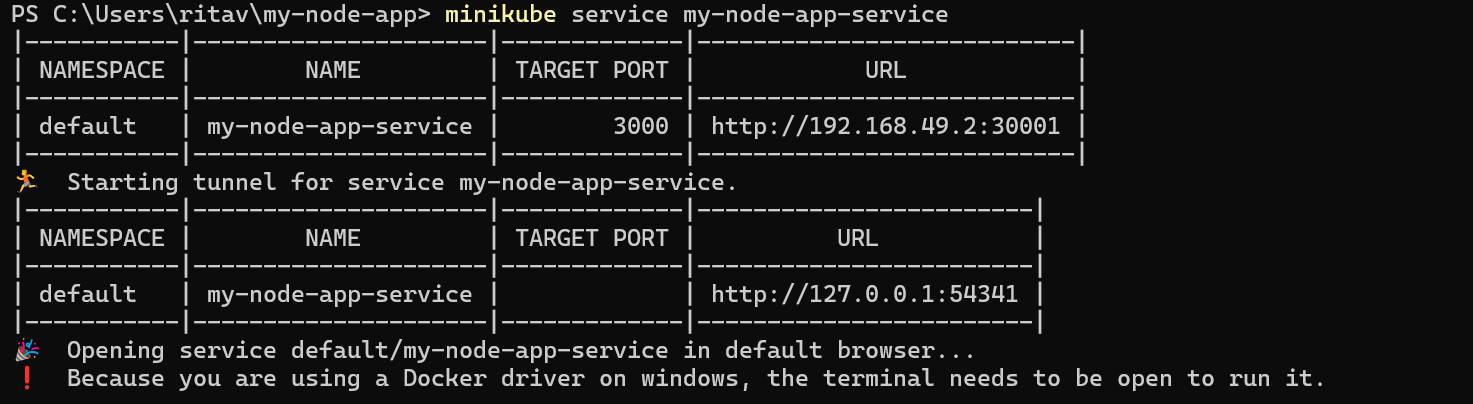 PS C:\Users\ritav\my-node-app> minikube service my-node-app-service
|-----------|---------------------|-------------|---------------------------|
| NAMESPACE |        NAME         | TARGET PORT |            URL            |
|-----------|---------------------|-------------|---------------------------|
| default   | my-node-app-service |        3000 | http://192.168.49.2:30001 |
|-----------|---------------------|-------------|---------------------------|
🏃  Starting tunnel for service my-node-app-service.
|-----------|---------------------|-------------|------------------------|
| NAMESPACE |        NAME         | TARGET PORT |          URL           |
|-----------|---------------------|-------------|------------------------|
| default   | my-node-app-service |             | http://127.0.0.1:54341 |
|-----------|---------------------|-------------|------------------------|
🎉  Opening service default/my-node-app-service in default browser...
❗  Because you are using a Docker driver on windows, the terminal needs to be open to run it.